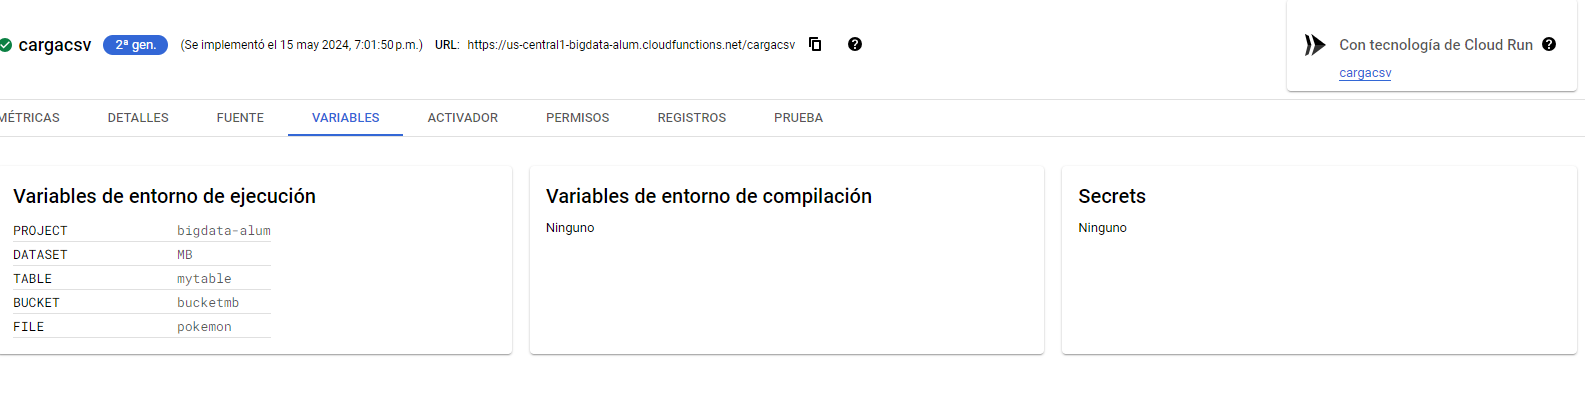 cargacsv 2ª gen. (Se implementó el 15 may 2024, 7:01:50 p.m.) URL: https://us-central1-bigdata-alum.cloudfunctions.net/cargacsv
Con tecnología de Cloud Run
cargacsv
MÉTRICAS DETALLES FUENTE VARIABLES ACTIVADOR PERMISOS REGISTROS PRUEBA
Variables de entorno de ejecución
PROJECT bigdata-alum
DATASET MB
TABLE mytable
BUCKET bucketmb
FILE pokemon
Variables de entorno de compilación
Ninguno
Secrets
Ninguno